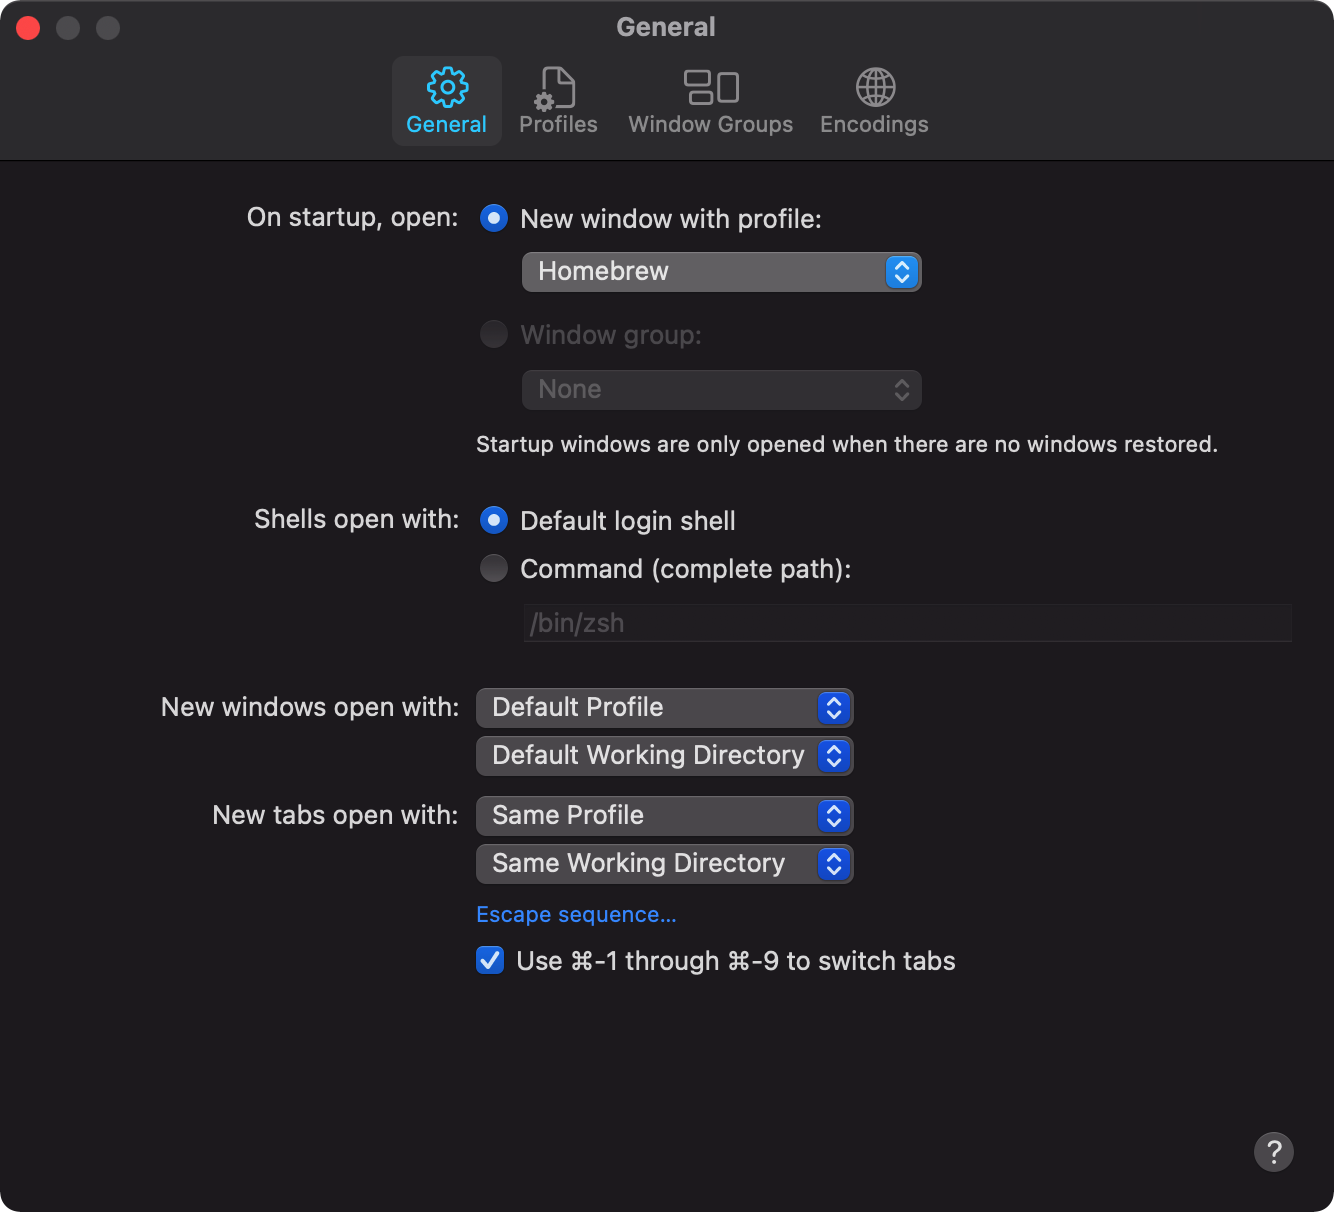 General
General Profiles Window Groups Encodings
On startup, open: New window with profile:
Homebrew
Window group:
None
Startup windows are only opened when there are no windows restored.
Shells open with: Default login shell
Command (complete path):
/bin/zsh
New windows open with: Default Profile
Default Working Directory
New tabs open with: Same Profile
Same Working Directory
Escape sequence...
Use ⌘-1 through ⌘-9 to switch tabs
?